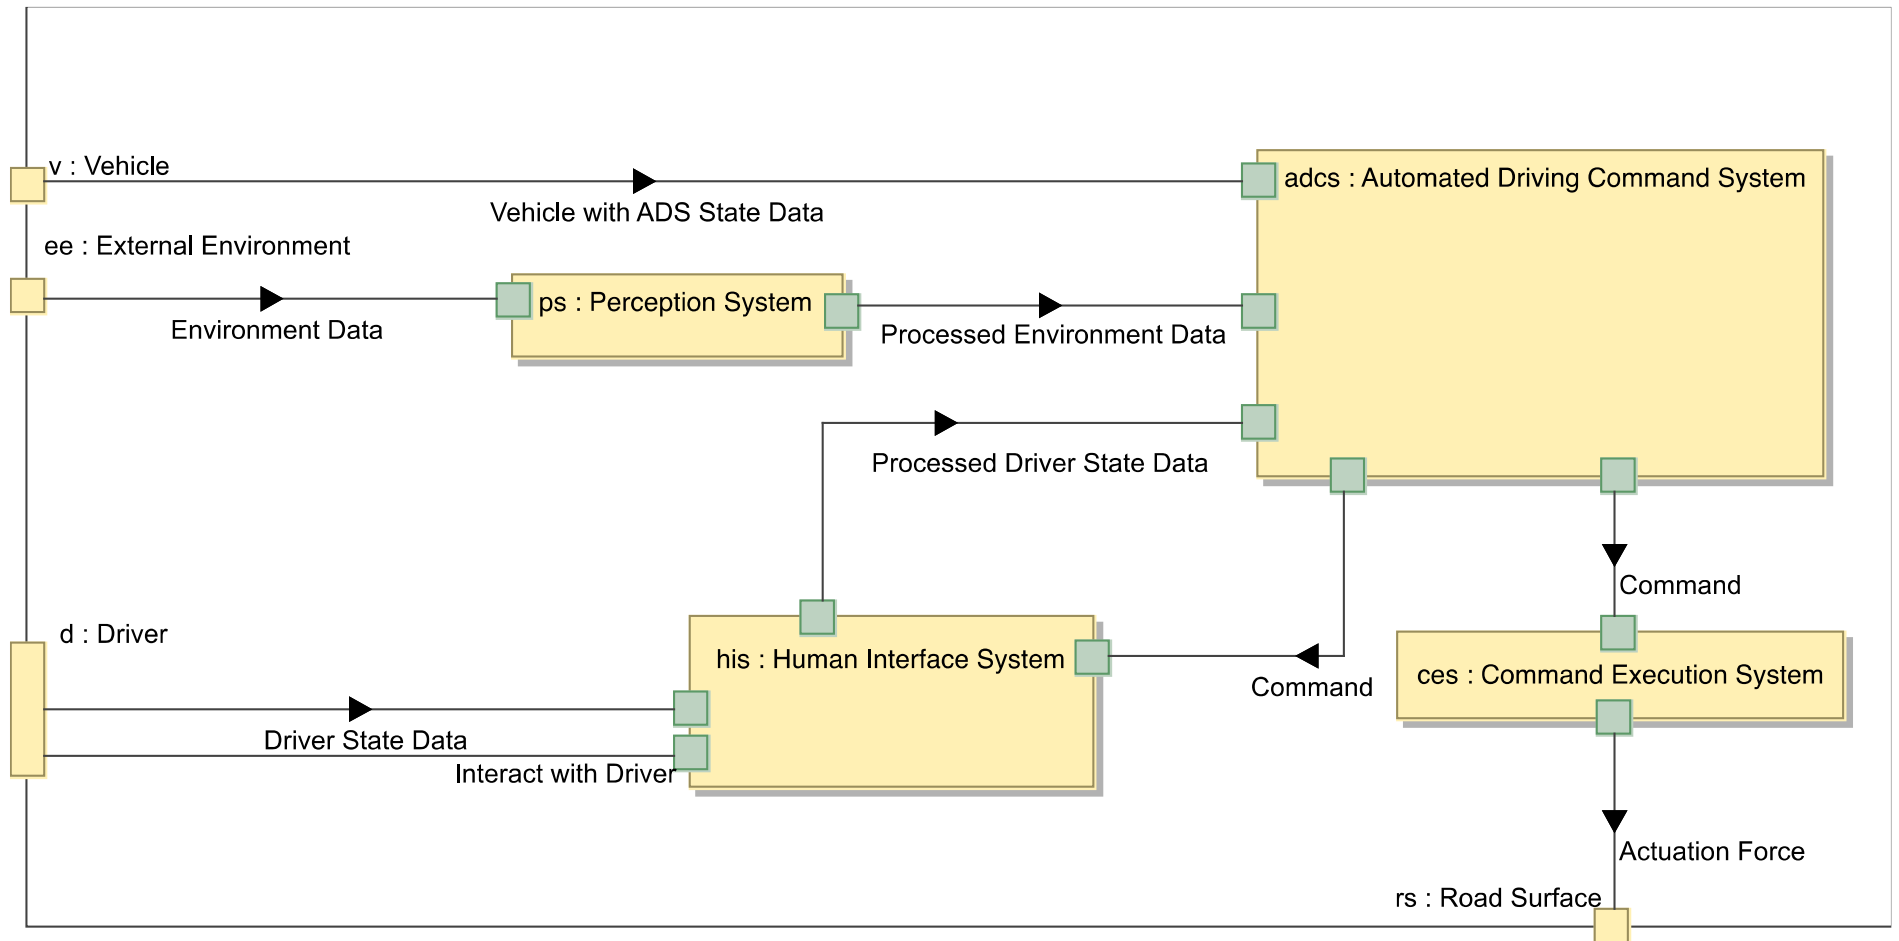 v : Vehicle
adcs : Automated Driving Command System
Vehicle with ADS State Data
ee : External Environment
ps : Perception System
Environment Data
Processed Environment Data
Processed Driver State Data
Command
d : Driver
his : Human Interface System
ces : Command Execution System
Command
Driver State Data
Interact with Driver
Actuation Force
rs : Road Surface